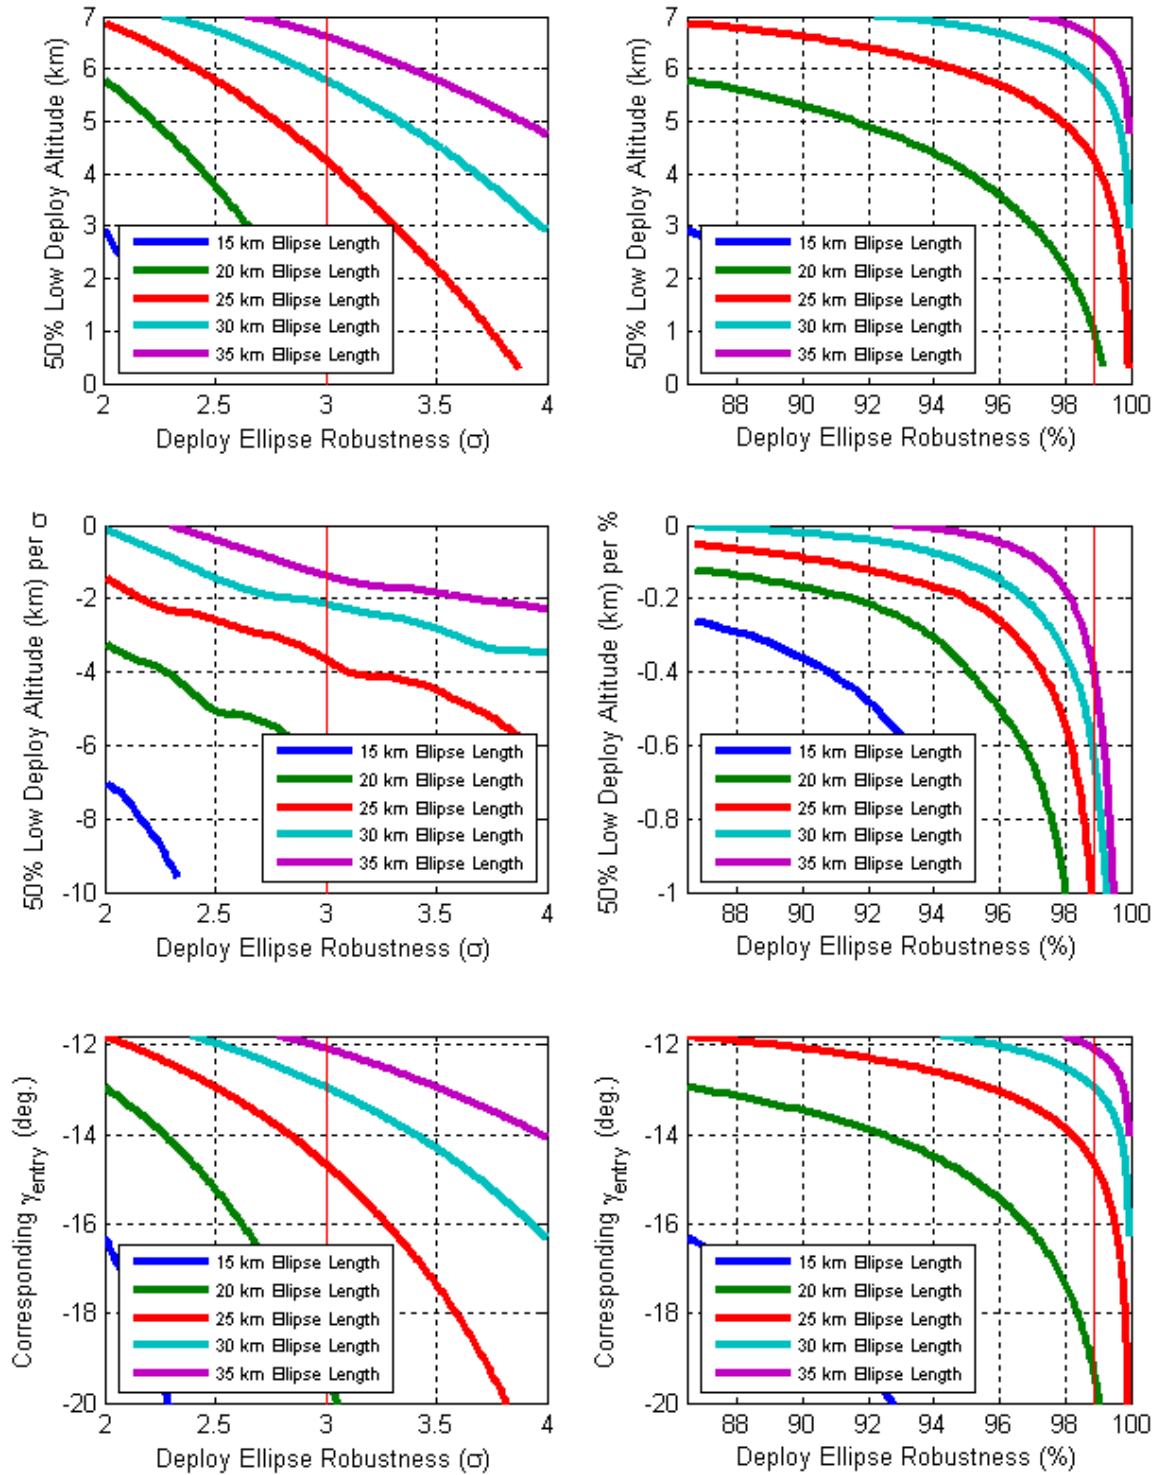 50% Low Deploy Altitude (km)
7
6
5
4
3
2
1
0
15 km Ellipse Length
20 km Ellipse Length
25 km Ellipse Length
30 km Ellipse Length
35 km Ellipse Length
2 2.5 3 3.5 4
Deploy Ellipse Robustness (σ)
50% Low Deploy Altitude (km)
7
6
5
4
3
2
1
0
15 km Ellipse Length
20 km Ellipse Length
25 km Ellipse Length
30 km Ellipse Length
35 km Ellipse Length
88 90 92 94 96 98 100
Deploy Ellipse Robustness (%)
50% Low Deploy Altitude (km) per σ
0
-2
-4
-6
-8
-10
15 km Ellipse Length
20 km Ellipse Length
25 km Ellipse Length
30 km Ellipse Length
35 km Ellipse Length
2 2.5 3 3.5 4
Deploy Ellipse Robustness (σ)
50% Low Deploy Altitude (km) per %
0
-0.2
-0.4
-0.6
-0.8
-1
15 km Ellipse Length
20 km Ellipse Length
25 km Ellipse Length
30 km Ellipse Length
35 km Ellipse Length
88 90 92 94 96 98 100
Deploy Ellipse Robustness (%)
Corresponding γentry (deg.)
-12
-14
-16
-18
-20
15 km Ellipse Length
20 km Ellipse Length
25 km Ellipse Length
30 km Ellipse Length
35 km Ellipse Length
2 2.5 3 3.5 4
Deploy Ellipse Robustness (σ)
Corresponding γentry (deg.)
-12
-14
-16
-18
-20
15 km Ellipse Length
20 km Ellipse Length
25 km Ellipse Length
30 km Ellipse Length
35 km Ellipse Length
88 90 92 94 96 98 100
Deploy Ellipse Robustness (%)